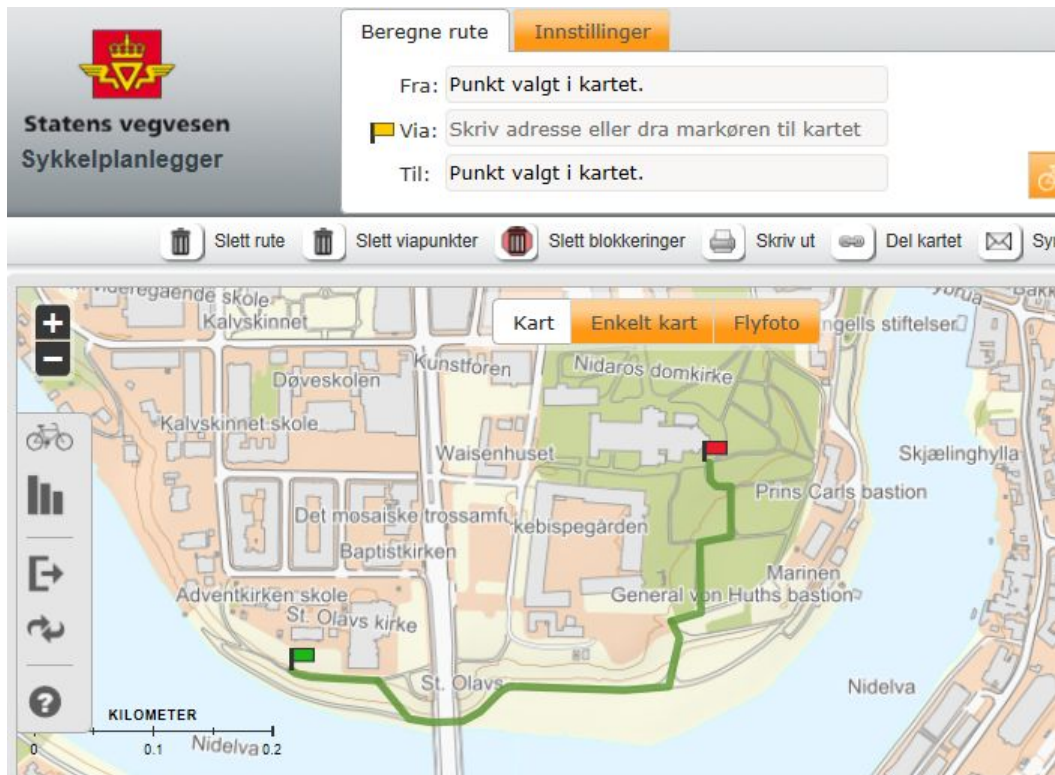 Beregne rute
Innstillinger
Fra: Punkt valgt i kartet.
Via: Skriv adresse eller dra markøren til kartet
Til: Punkt valgt i kartet.
Statens vegvesen
Sykkelplanlegger
Slett rute
Slett viapunkter
Slett blokkeringer
Skriv ut
Del kartet
Kart
Enkelt kart
Flyfoto
skole
Kalvskinnet
stiftelser
Kunstforen
Nidaros domkirke
Døveskolen
Kalvskinnet skole
Waisenhuset
Skjælinghylla
Prins Carls bastion
Det mosaiske trossamf
kebispegården
Baptistkirken
Marinen
Adventkirken skole
General von Huths bastion
St. Olavs kirke
St. Olavs
Nidelva
KILOMETER
0
0.1
0.2
Nidelva